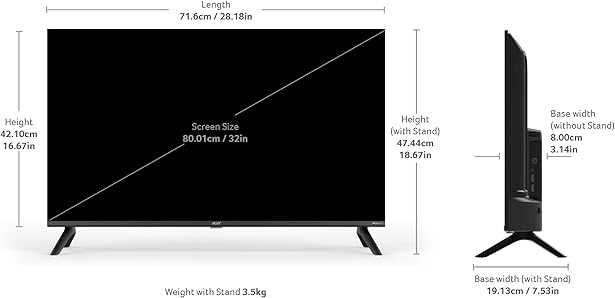 Length
71.6cm / 28.18in
Height
42.10cm
16.67in
Screen Size
80.01cm / 32in
Height
(with Stand)
47.44cm
18.67in
Base width
(without Stand)
8.00cm
3.14in
acer
Weight with Stand 3.5kg
Base width (with Stand)
19.13cm / 7.53in